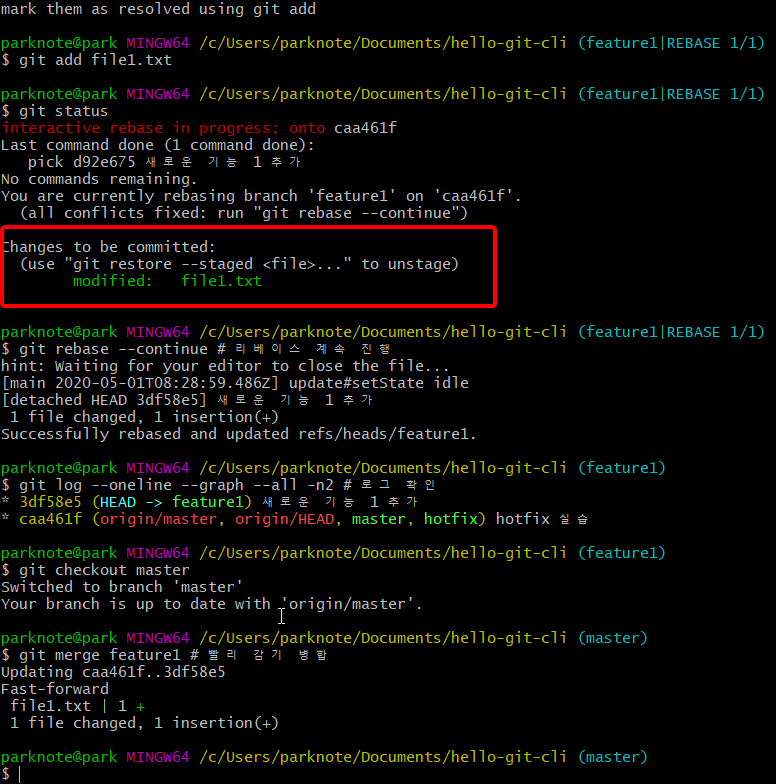 mark them as resolved using git add
parknote@park MINGW64 /c/Users/parknote/Documents/hello-git-cli (feature1|REBASE 1/1)
$ git add file1.txt
parknote@park MINGW64 /c/Users/parknote/Documents/hello-git-cli (feature1|REBASE 1/1)
$ git status
interactive rebase in progress; onto caa461f
Last command done (1 command done):
   pick d92e675 새로운 기능 1 추가
No commands remaining.
You are currently rebasing branch 'feature1' on 'caa461f'.
  (all conflicts fixed: run "git rebase --continue")
Changes to be committed:
  (use "git restore --staged <file>..." to unstage)
        modified:   file1.txt
parknote@park MINGW64 /c/Users/parknote/Documents/hello-git-cli (feature1|REBASE 1/1)
$ git rebase --continue # 리베이스 계속 진행
hint: Waiting for your editor to close the file...
[main 2020-05-01T08:28:59.486Z] update#setState idle
[detached HEAD 3df58e5] 새로운 기능 1 추가
 1 file changed, 1 insertion(+)
Successfully rebased and updated refs/heads/feature1.
parknote@park MINGW64 /c/Users/parknote/Documents/hello-git-cli (feature1)
$ git log --oneline --graph --all -n2 # 로그 확인
* 3df58e5 (HEAD -> feature1) 새로운 기능 1 추가
* caa461f (origin/master, origin/HEAD, master, hotfix) hotfix 실습
parknote@park MINGW64 /c/Users/parknote/Documents/hello-git-cli (feature1)
$ git checkout master
Switched to branch 'master'
Your branch is up to date with 'origin/master'.
parknote@park MINGW64 /c/Users/parknote/Documents/hello-git-cli (master)
$ git merge feature1 # 빨리 감기 병합
Updating caa461f..3df58e5
Fast-forward
 file1.txt | 1 +
 1 file changed, 1 insertion(+)
parknote@park MINGW64 /c/Users/parknote/Documents/hello-git-cli (master)
$